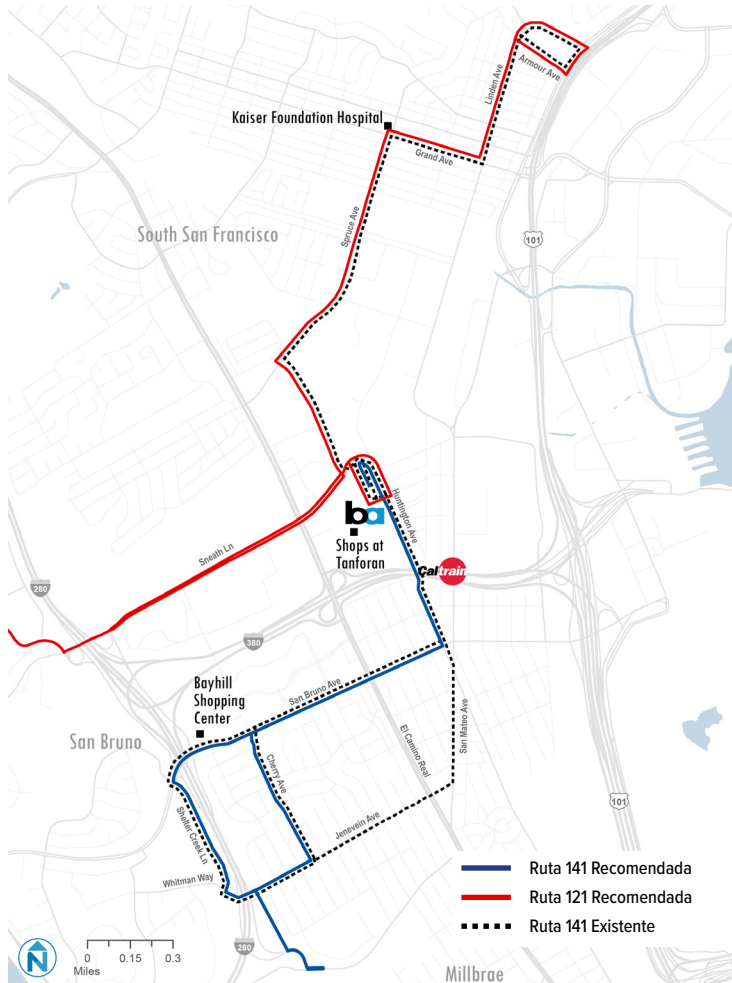 Linden Ave
Armour Ave
Kaiser Foundation Hospital
Grand Ave
Spruce Ave
South San Francisco
101
Huntington Ave
ba
Shops at
Tanforan
Caltrain
Sneath Ln
280
380
Bayhill
Shopping
Center
San Bruno Ave
San Bruno
Cherry Ave
El Camino Real
San Mateo Ave
101
Jenevein Ave
Shelter Creek Ln
Whitman Way
Ruta 141 Recomendada
Ruta 121 Recomendada
Ruta 141 Existente
280
N
0 0.15 0.3
Miles
Millbrae